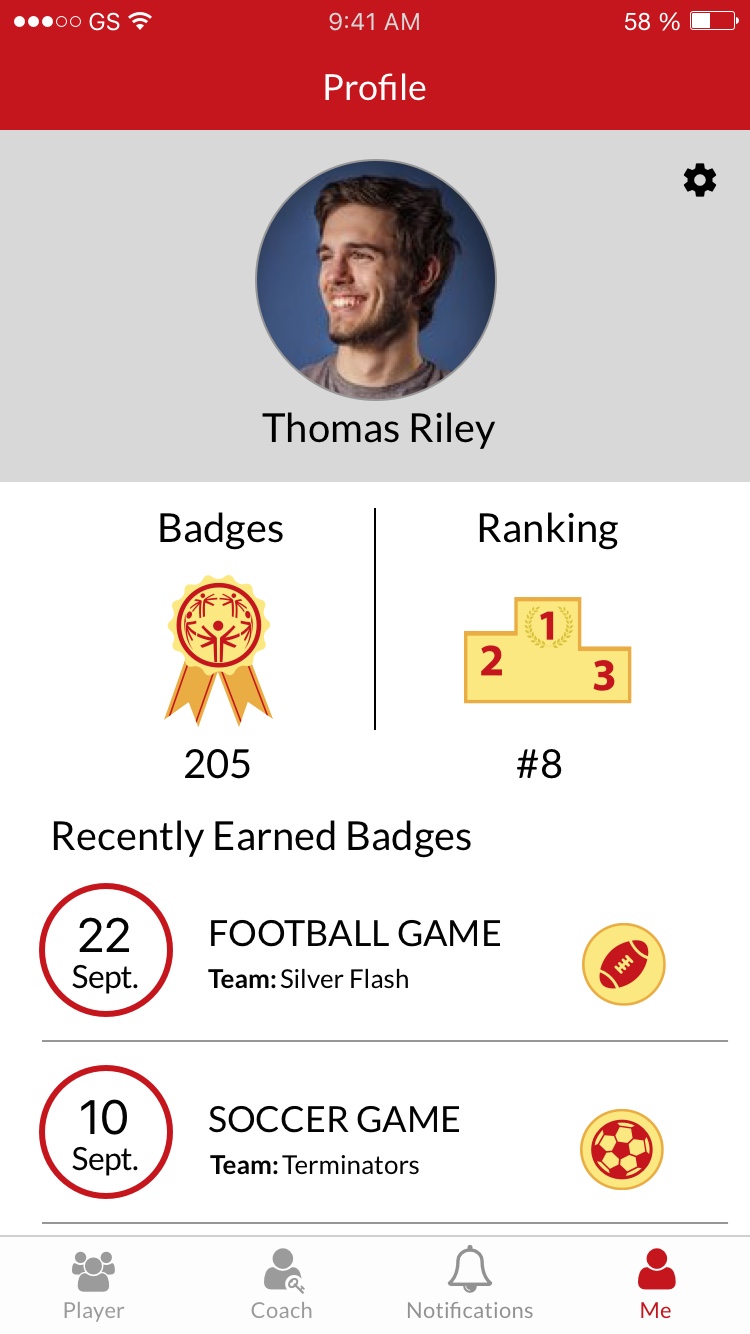 GS 9:41 AM 58 %
Profile
Thomas Riley
Badges Ranking
1
2
3
205 #8
Recently Earned Badges
22
Sept.
FOOTBALL GAME
Team: Silver Flash
10
Sept.
SOCCER GAME
Team: Terminators
Player Coach Notifications Me